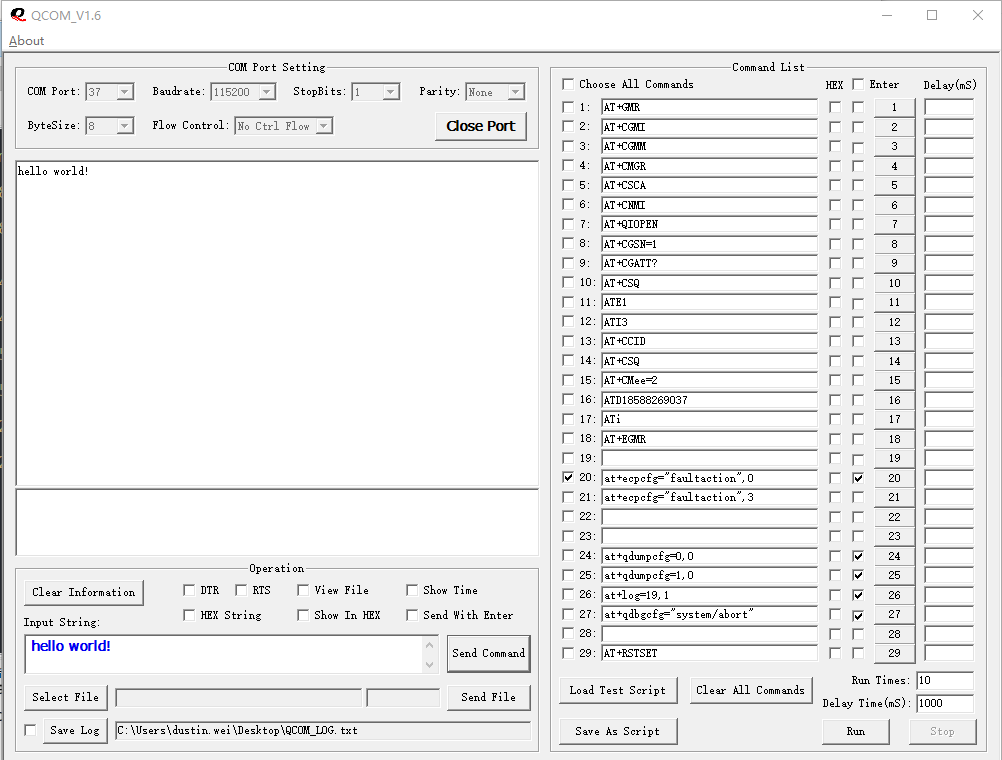 QCOM_V1.6
About
COM Port Setting
COM Port: 37 Baudrate: 115200 StopBits: 1 Parity: None
ByteSize: 8 Flow Control: No Ctrl Flow Close Port
hello world!
Operation
Clear Information DTR RTS View File Show Time
HEX String Show In HEX Send With Enter
Input String:
hello world!
Send Command
Select File Send File
Save Log C:\Users\dustin.wei\Desktop\QCOM_LOG.txt
Command List
Choose All Commands HEX Enter Delay(mS)
1: AT+GMR 1
2: AT+CGMI 2
3: AT+CGMM 3
4: AT+CMGR 4
5: AT+CSCA 5
6: AT+CNMI 6
7: AT+QIOPEN 7
8: AT+CGSN=1 8
9: AT+CGATT? 9
10: AT+CSQ 10
11: ATE1 11
12: ATI3 12
13: AT+CCID 13
14: AT+CSQ 14
15: AT+CMee=2 15
16: ATD18588269037 16
17: ATi 17
18: AT+EGMR 18
19: 19
20: at+ecpcfg="faultaction",0 20
21: at+ecpcfg="faultaction",3 21
22: 22
23: 23
24: at+qdumpcfg=0,0 24
25: at+qdumpcfg=1,0 25
26: at+log=19,1 26
27: at+qdbgcfg="system/abort" 27
28: 28
29: AT+RSTSET 29
Run Times: 10
Load Test Script Clear All Commands
Delay Time(mS): 1000
Save As Script Run Stop